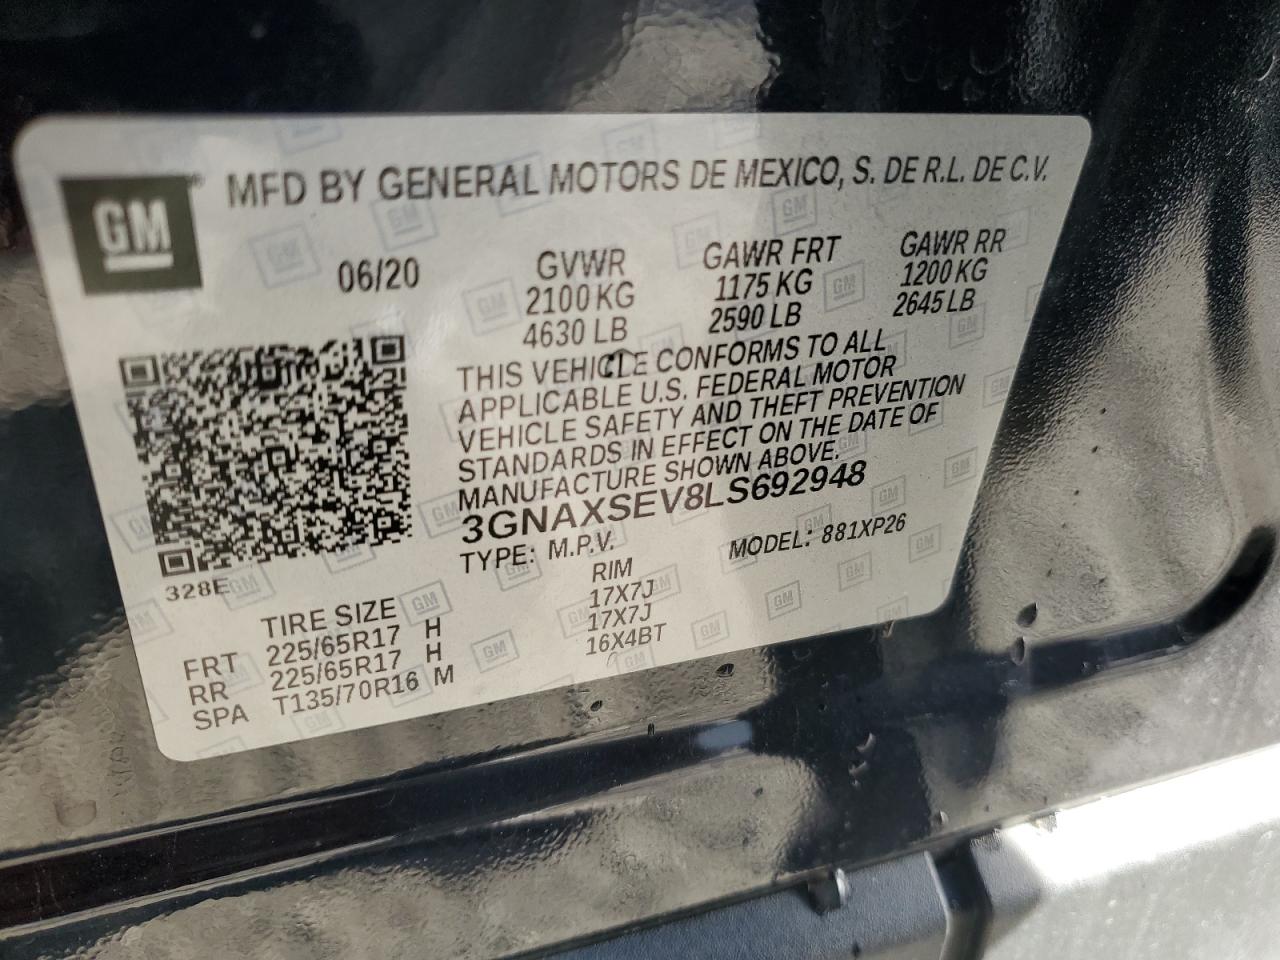 GM MFD BY GENERAL MOTORS DE MEXICO, S. DE R.L. DE C.V.
06/20
GVWR
2100 KG
4630 LB
GAWR FRT
1175 KG
2590 LB
GAWR RR
1200 KG
2645 LB
THIS VEHICLE CONFORMS TO ALL
APPLICABLE U.S. FEDERAL MOTOR
VEHICLE SAFETY AND THEFT PREVENTION
STANDARDS IN EFFECT ON THE DATE OF
MANUFACTURE SHOWN ABOVE.
3GNAXSEV8LS692948
TYPE: M.P.V. MODEL: 881XP26
328E
TIRE SIZE RIM
FRT 225/65R17 H 17X7J
RR 225/65R17 H 17X7J
SPA T135/70R16 M 16X4BT